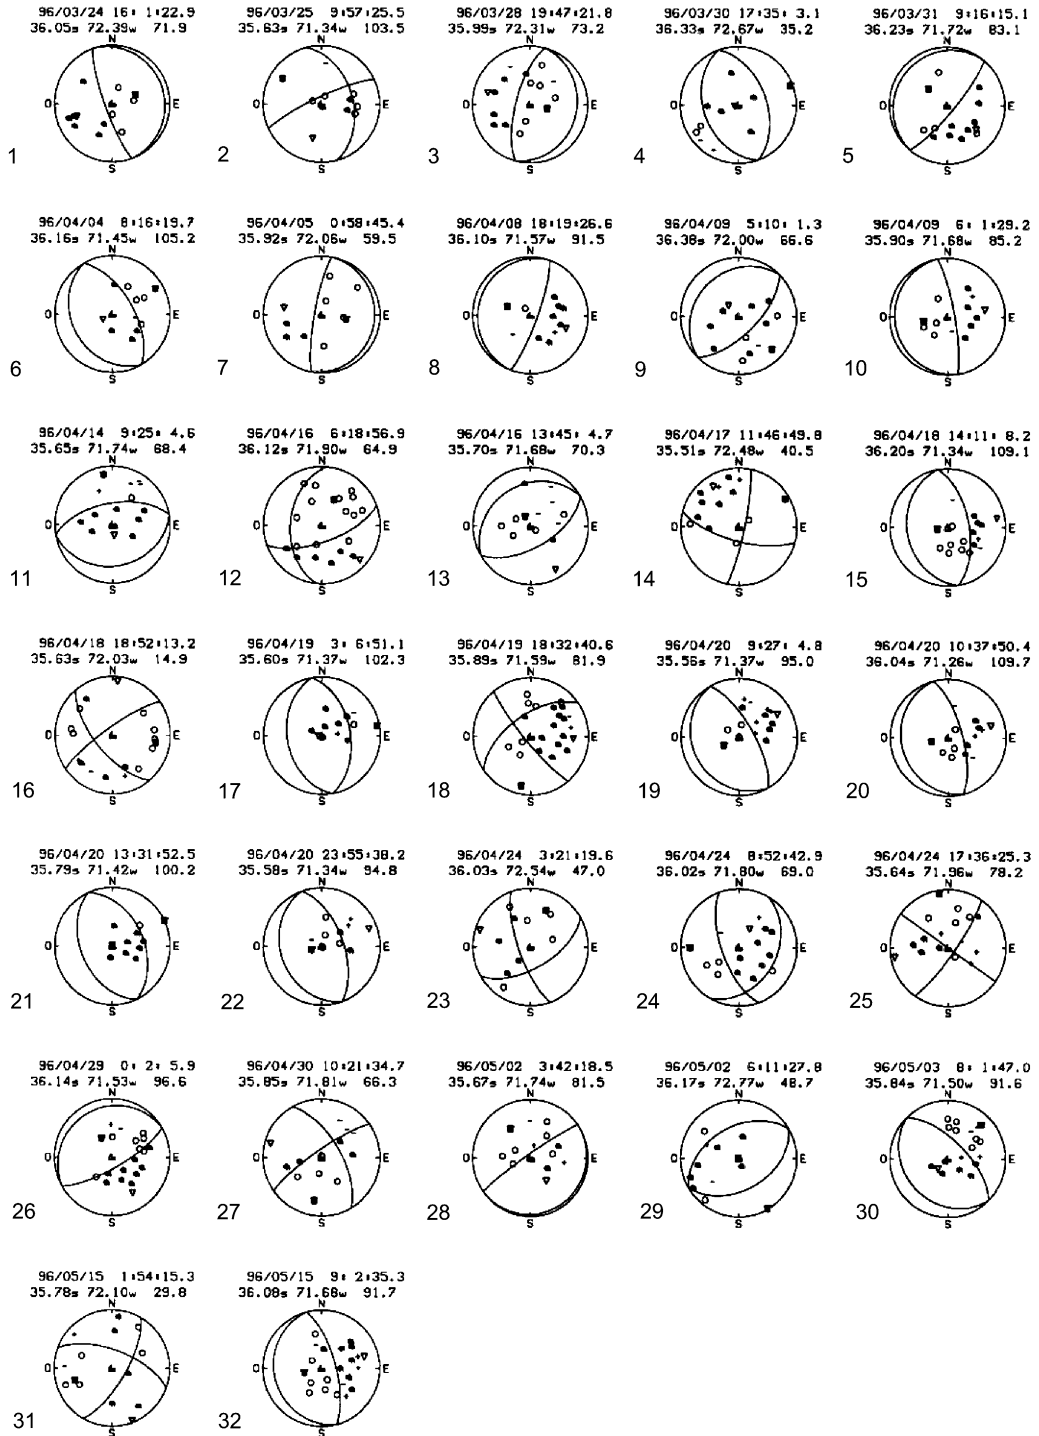 96/03/24 16: 1:22.9
36.05s 72.39w 71.9
N
O E
S
1
96/03/25 9:57:25.5
35.63s 71.34w 103.5
N
O E
S
2
96/03/28 19:47:21.8
35.99s 72.31w 73.2
N
O E
S
3
96/03/30 17:35: 3.1
36.33s 72.67w 35.2
N
O E
S
4
96/03/31 9:16:15.1
36.23s 71.72w 83.1
N
O E
S
5
96/04/04 8:16:19.7
36.16s 71.45w 105.2
N
O E
S
6
96/04/05 0:58:45.4
35.92s 72.06w 59.5
N
O E
S
7
96/04/08 18:19:26.6
36.10s 71.57w 91.5
N
O E
S
8
96/04/09 5:10: 1.3
36.38s 72.00w 66.6
N
O E
S
9
96/04/09 6: 1:29.2
35.90s 71.68w 85.2
N
O E
S
10
96/04/14 9:25: 4.6
35.65s 71.74w 68.4
N
O E
S
11
96/04/16 6:18:56.9
36.12s 71.90w 64.9
N
O E
S
12
96/04/16 13:45: 4.7
35.70s 71.68w 70.3
N
O E
S
13
96/04/17 11:46:49.8
35.51s 72.48w 40.5
N
O E
S
14
96/04/18 14:11: 8.2
36.20s 71.34w 109.1
N
O E
S
15
96/04/18 18:52:13.2
35.63s 72.03w 14.9
N
O E
S
16
96/04/19 3: 6:51.1
35.60s 71.37w 102.3
N
O E
S
17
96/04/19 18:32:40.6
35.89s 71.59w 81.9
N
O E
S
18
96/04/20 9:27: 4.8
35.56s 71.37w 95.0
N
O E
S
19
96/04/20 10:37:50.4
36.04s 71.26w 109.7
N
O E
S
20
96/04/20 13:31:52.5
35.79s 71.42w 100.2
N
O E
S
21
96/04/20 23:55:38.2
35.58s 71.34w 94.8
N
O E
S
22
96/04/24 3:21:19.6
36.03s 72.54w 47.0
N
O E
S
23
96/04/24 8:52:42.9
36.02s 71.80w 69.0
N
O E
S
24
96/04/24 17:36:25.3
35.64s 71.96w 78.2
N
O E
S
25
96/04/29 0: 2: 5.9
36.14s 71.53w 96.6
N
O E
S
26
96/04/30 10:21:34.7
35.85s 71.81w 66.3
N
O E
S
27
96/05/02 3:42:18.5
35.67s 71.74w 81.5
N
O E
S
28
96/05/02 6:11:27.8
36.17s 72.77w 48.7
N
O E
S
29
96/05/03 8: 1:47.0
35.84s 71.50w 91.6
N
O E
S
30
96/05/15 1:54:15.3
35.78s 72.10w 29.8
N
O E
S
31
96/05/15 9: 2:35.3
36.08s 71.68w 91.7
N
O E
S
32